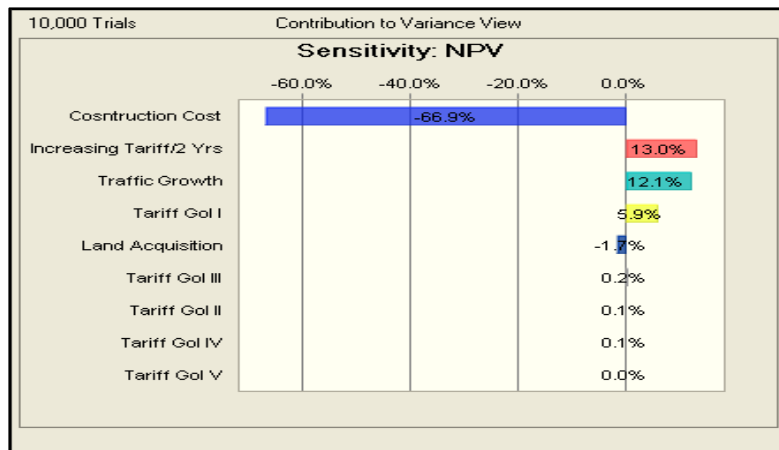 10,000 Trials Contribution to Variance View
Sensitivity: NPV
-60.0% -40.0% -20.0% 0.0%
Cosntruction Cost -66.9%
Increasing Tariff/2 Yrs 13.0%
Traffic Growth 12.1%
Tariff Gol I 5.9%
Land Acquisition -1.7%
Tariff Gol III 0.2%
Tariff Gol II 0.1%
Tariff Gol IV 0.1%
Tariff Gol V 0.0%